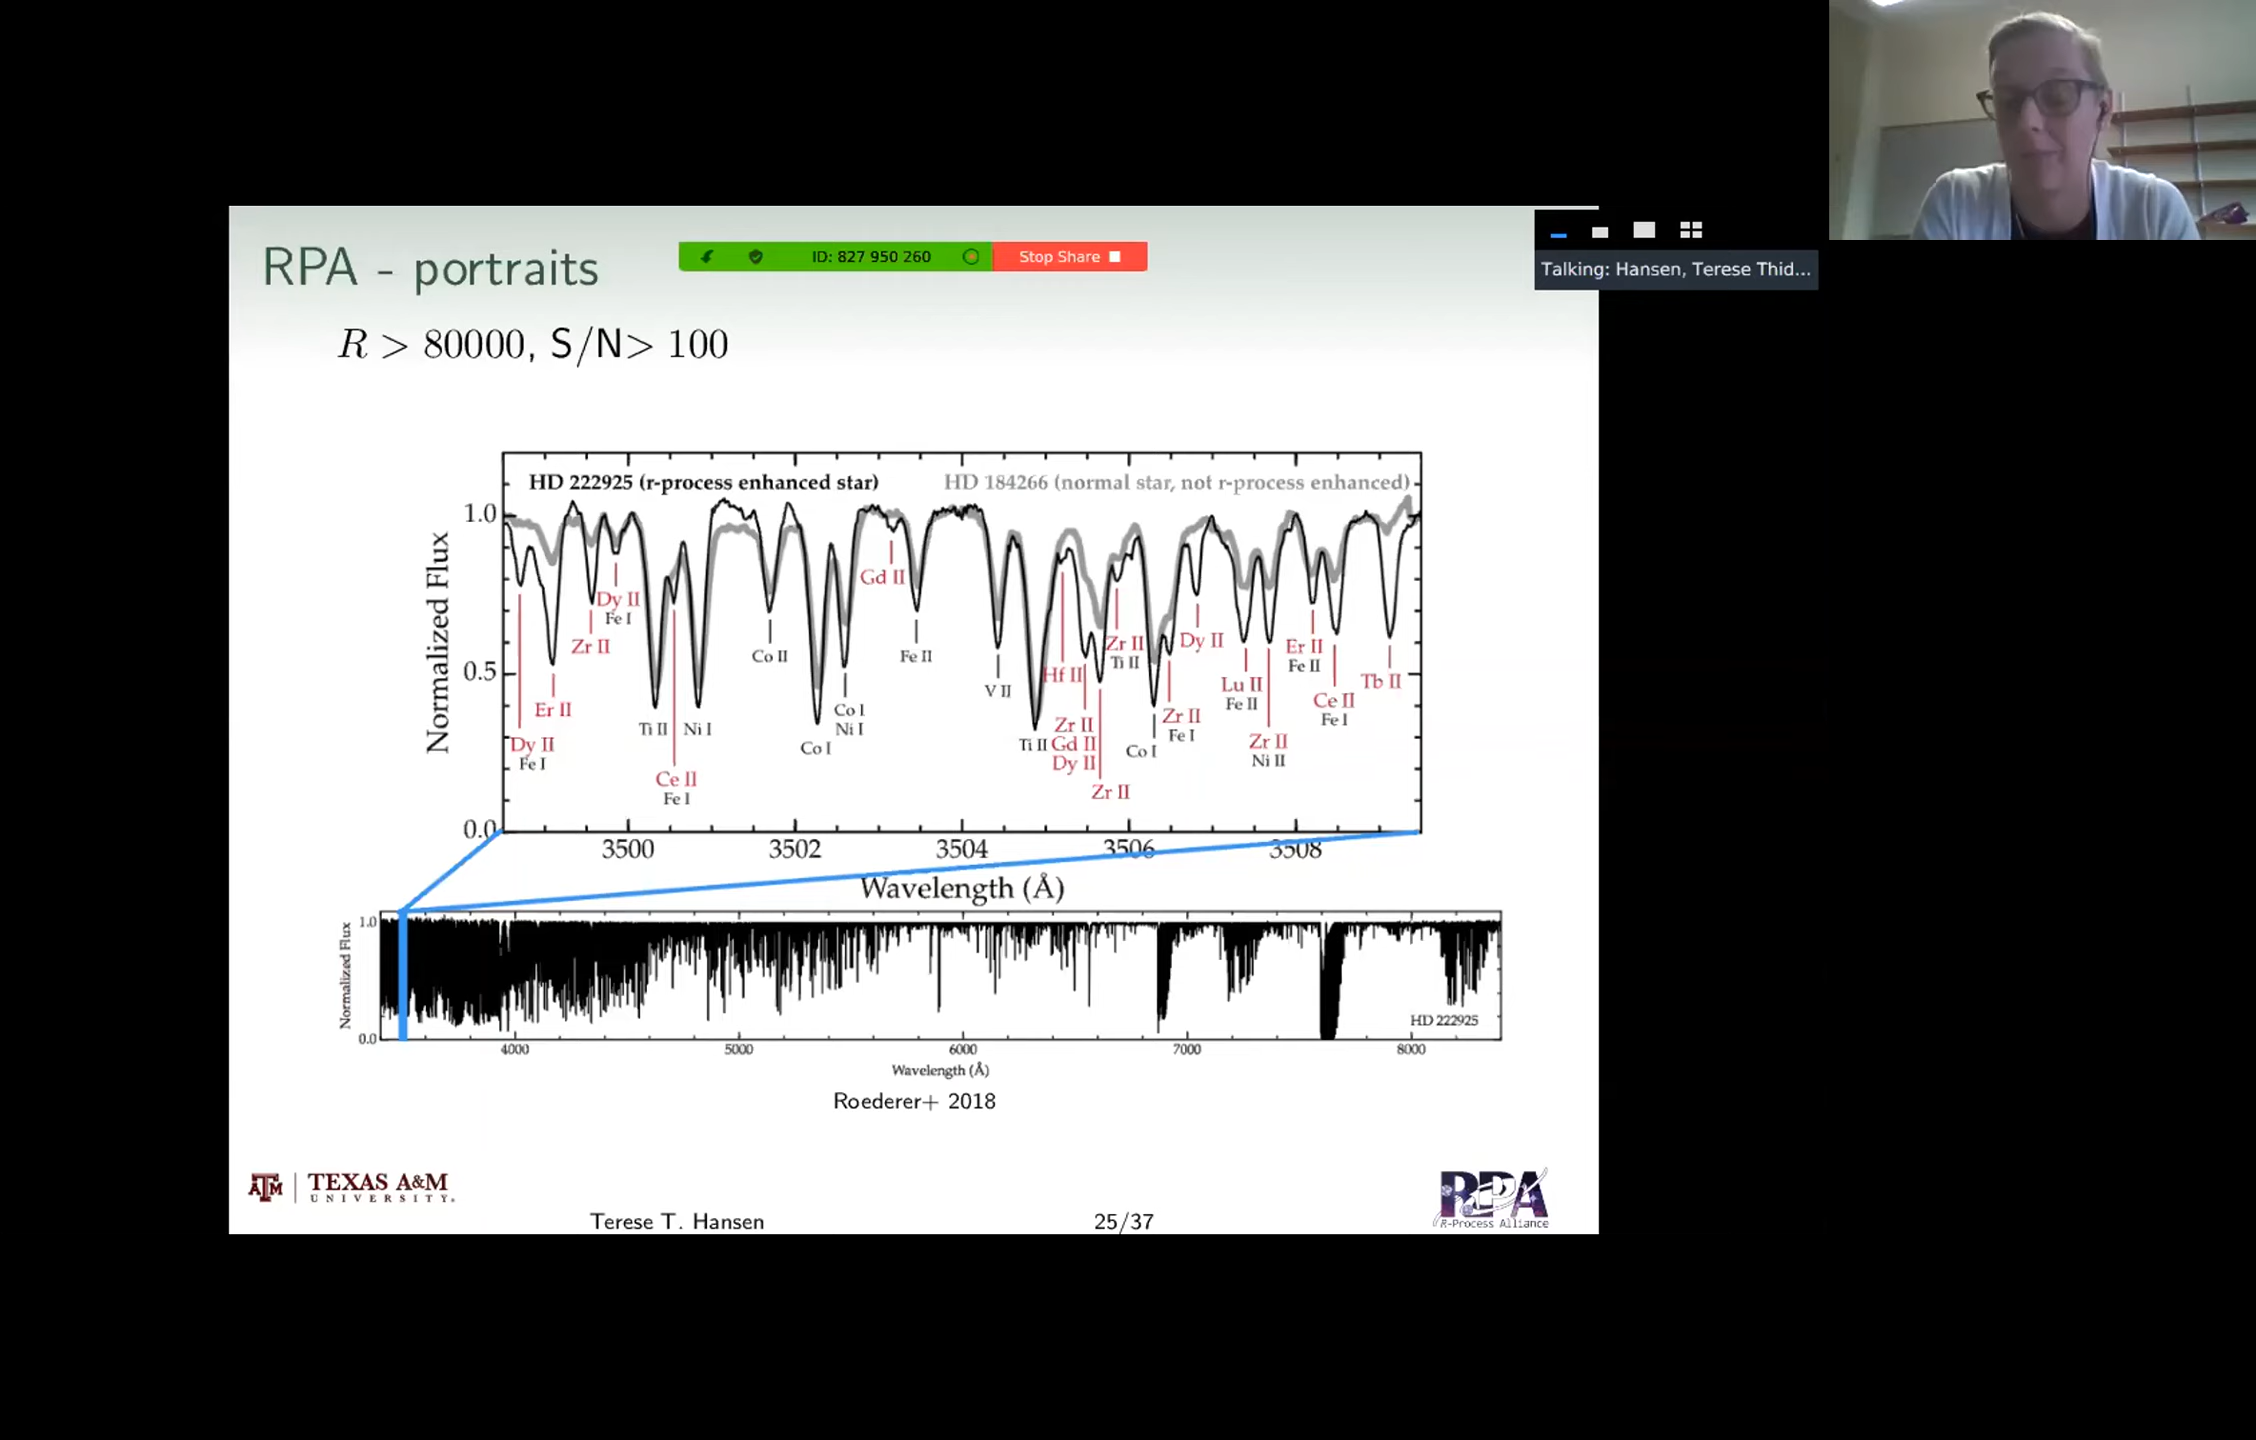 RPA - portraits
ID: 827 950 260
Stop Share
Talking: Hansen, Terese Thid...
R > 80000, S/N> 100
HD 222925 (r-process enhanced star)
HD 184266 (normal star, not r-process enhanced)
Normalized Flux
1.0
0.5
0.0
Dy II
Fe I
Er II
Zr II
Dy II
Fe I
Ti II
Ce II
Fe I
Ni I
Co II
Co I
Co I
Ni I
Gd II
Fe II
V II
Ti II
Hf II
Zr II
Gd II
Dy II
Zr II
Zr II
Ti II
Co I
Zr II
Fe I
Dy II
Lu II
Fe II
Zr II
Ni II
Er II
Fe II
Ce II
Fe I
Tb II
3500 3502 3504 3506 3508
Wavelength (Å)
Normalized Flux
1.0
0.0
HD 222925
4000 5000 6000 7000 8000
Wavelength (Å)
Roederer+ 2018
ATM
TEXAS A&M
UNIVERSITY.
RPA
R-Process Alliance
Terese T. Hansen
25/37